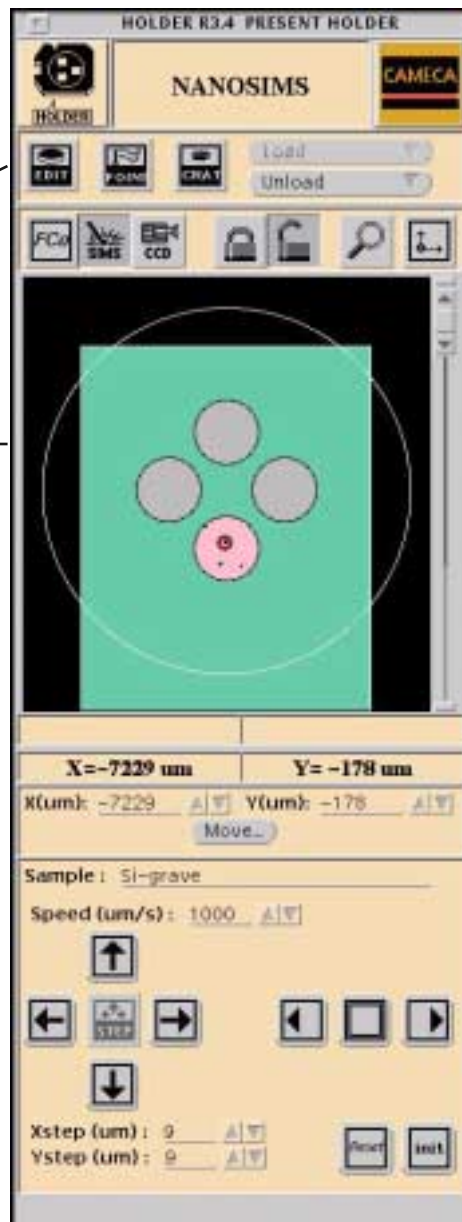 HOLDER R3.4 PRESENT HOLDER
HOLDER
NANOSIMS
CAMECA
EDIT
POINT
CHAT
Load
Unload
FCo
SIMS
CCD
X=-7229 um
Y= -178 um
X(um): -7229
Y(um): -178
Move...
Sample : Si-grave
Speed (um/s) : 1000
STEP
Xstep (um) : 9
Ystep (um) : 9
Reset
init